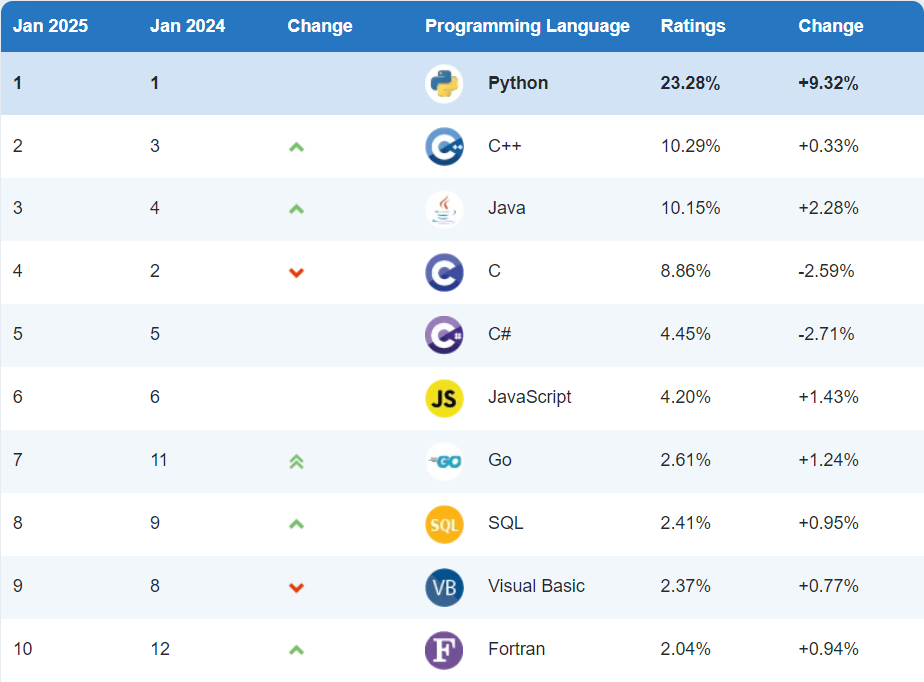 Jan 2025 Jan 2024 Change Programming Language Ratings Change
1 1 Python 23.28% +9.32%
2 3 C++ C++ 10.29% +0.33%
3 4 Java Java 10.15% +2.28%
4 2 C C 8.86% -2.59%
5 5 C# C# 4.45% -2.71%
6 6 JS JavaScript 4.20% +1.43%
7 11 GO Go 2.61% +1.24%
8 9 SQL SQL 2.41% +0.95%
9 8 VB Visual Basic 2.37% +0.77%
10 12 F Fortran 2.04% +0.94%